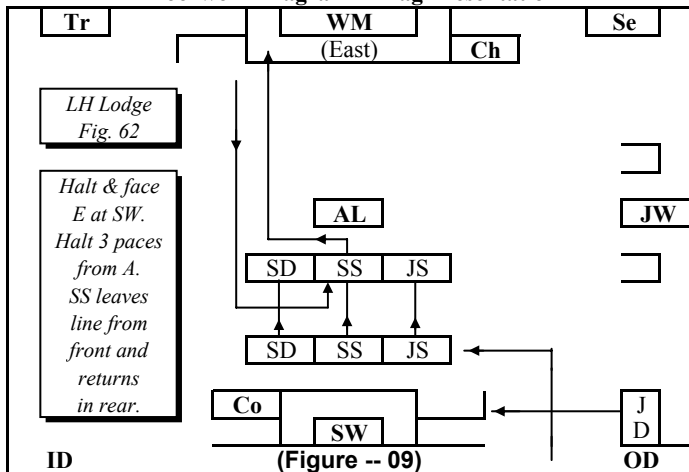 Tr WM Se
(East) Ch
LH Lodge
Fig. 62
Halt & face
E at SW.
Halt 3 paces
from A.
SS leaves
line from
front and
returns
in rear.
AL JW
SD SS JS
SD SS JS
Co J
SW D
ID (Figure -- 09) OD